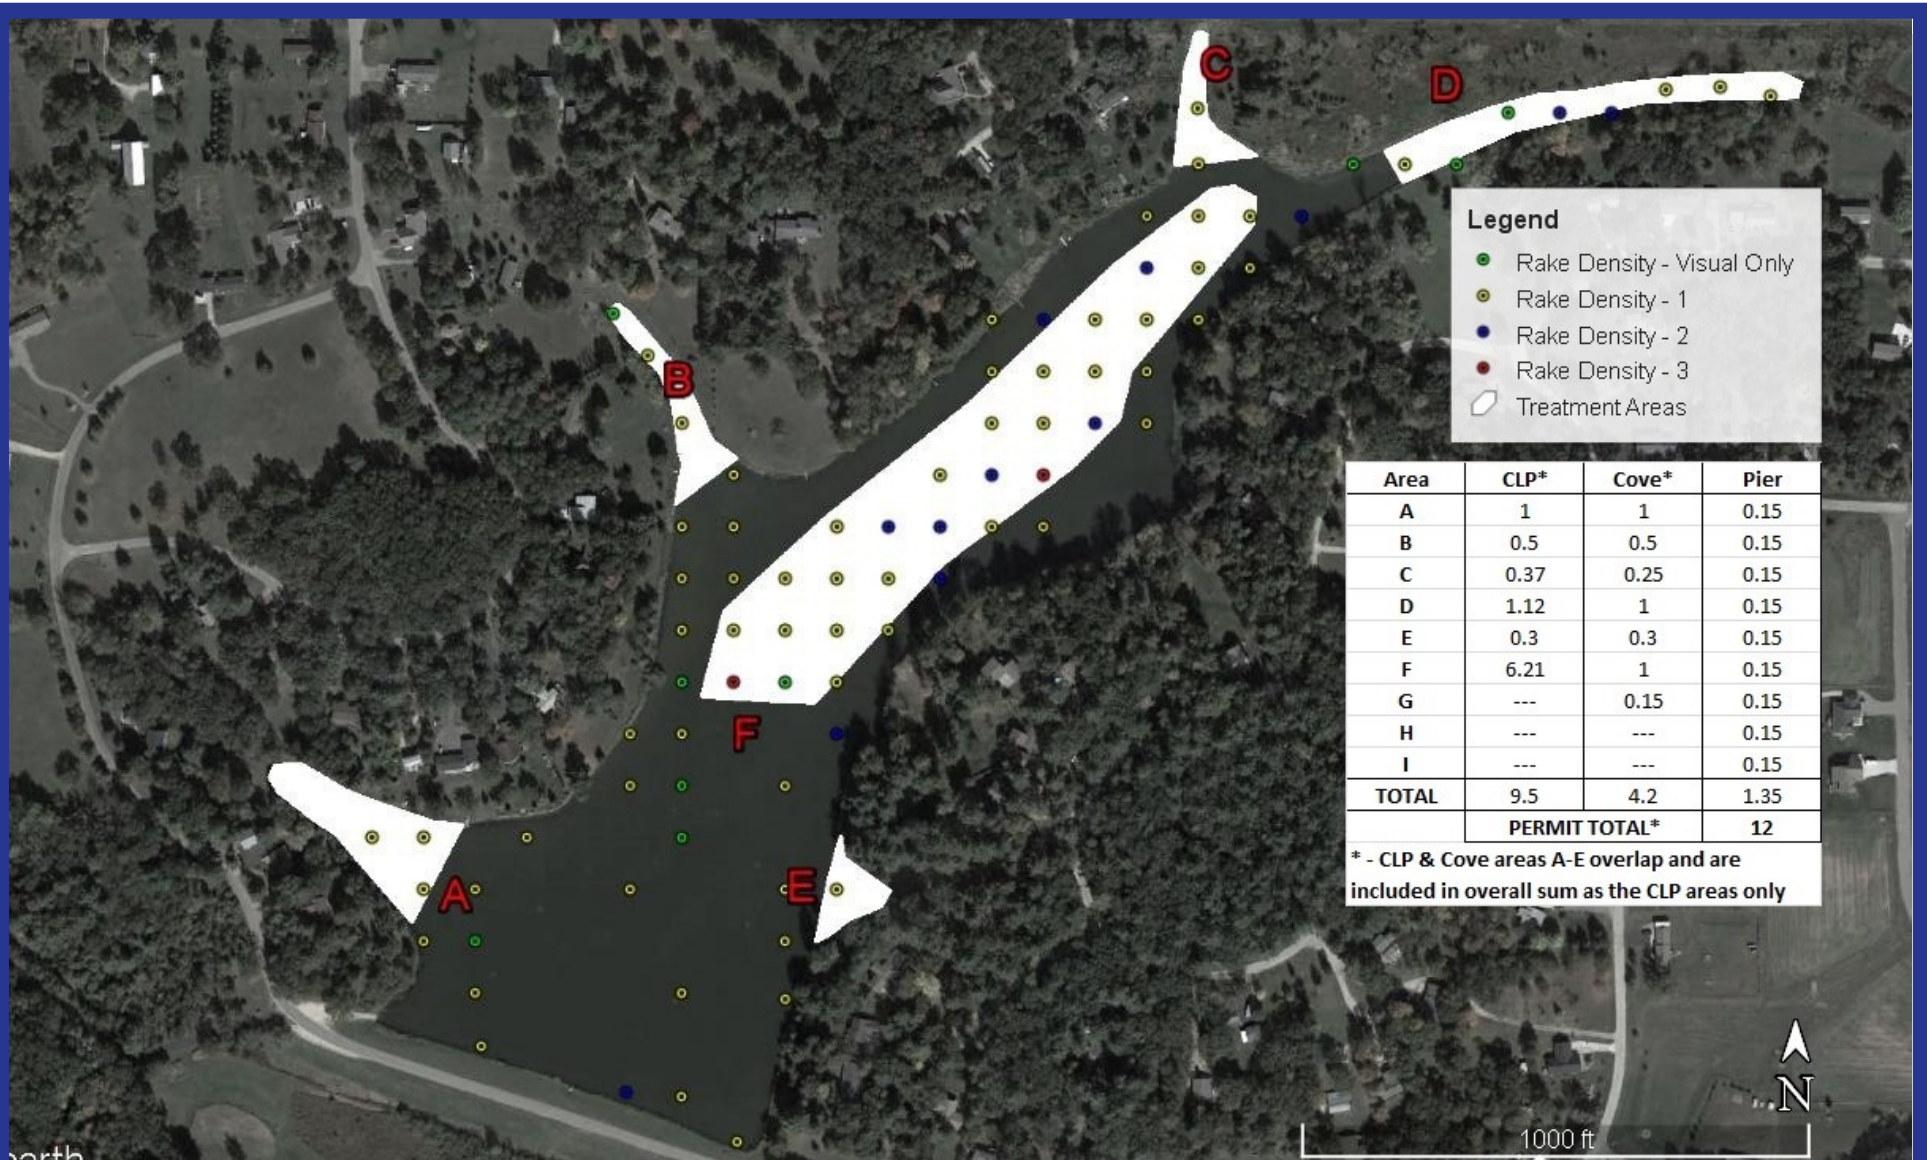 C
D
B
F
A
E
Legend
Rake Density - Visual Only
Rake Density - 1
Rake Density - 2
Rake Density - 3
Treatment Areas
Area CLP* Cove* Pier
A 1 1 0.15
B 0.5 0.5 0.15
C 0.37 0.25 0.15
D 1.12 1 0.15
E 0.3 0.3 0.15
F 6.21 1 0.15
G --- 0.15 0.15
H --- --- 0.15
I --- --- 0.15
TOTAL 9.5 4.2 1.35
PERMIT TOTAL* 12
* - CLP & Cove areas A-E overlap and are
included in overall sum as the CLP areas only
N
1000 ft